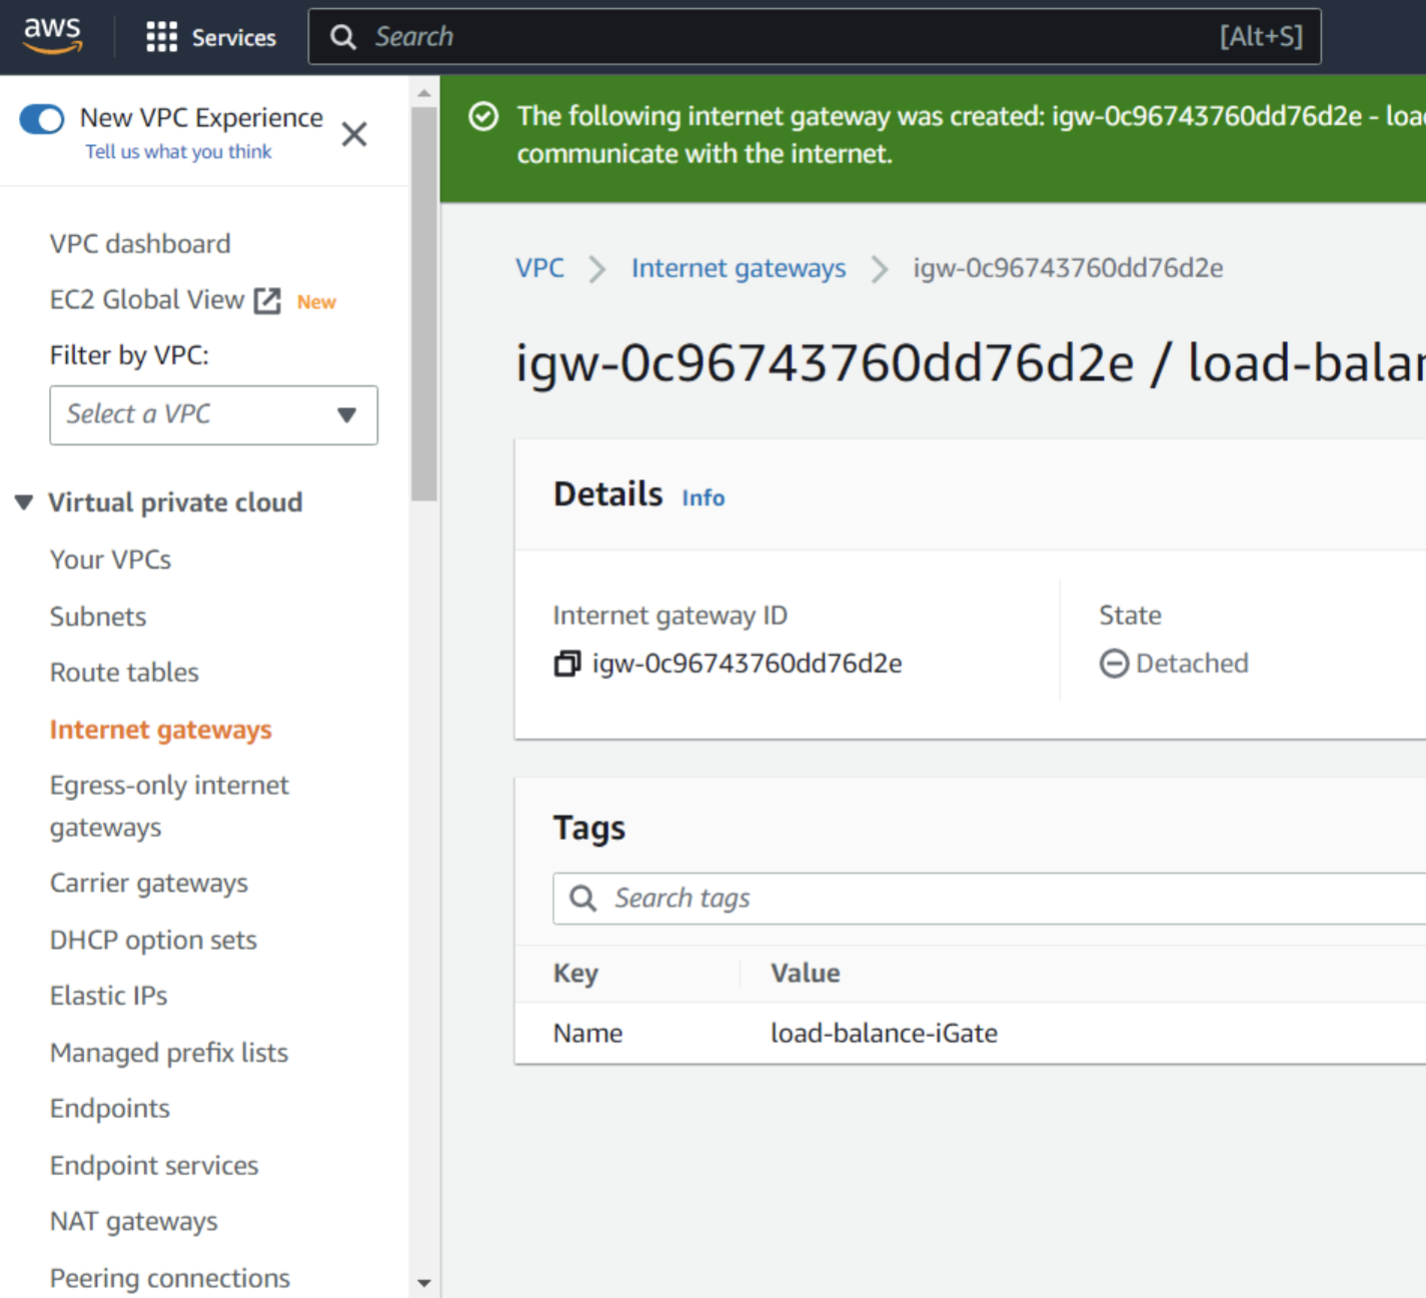 aws
Services
Search
[Alt+S]
New VPC Experience
Tell us what you think
VPC dashboard
EC2 Global View New
Filter by VPC:
Select a VPC
Virtual private cloud
Your VPCs
Subnets
Route tables
Internet gateways
Egress-only internet
gateways
Carrier gateways
DHCP option sets
Elastic IPs
Managed prefix lists
Endpoints
Endpoint services
NAT gateways
Peering connections
The following internet gateway was created: igw-0c96743760dd76d2e - load
communicate with the internet.
VPC > Internet gateways > igw-0c96743760dd76d2e
igw-0c96743760dd76d2e / load-balan
Details Info
Internet gateway ID
igw-0c96743760dd76d2e
State
Detached
Tags
Search tags
Key Value
Name load-balance-iGate